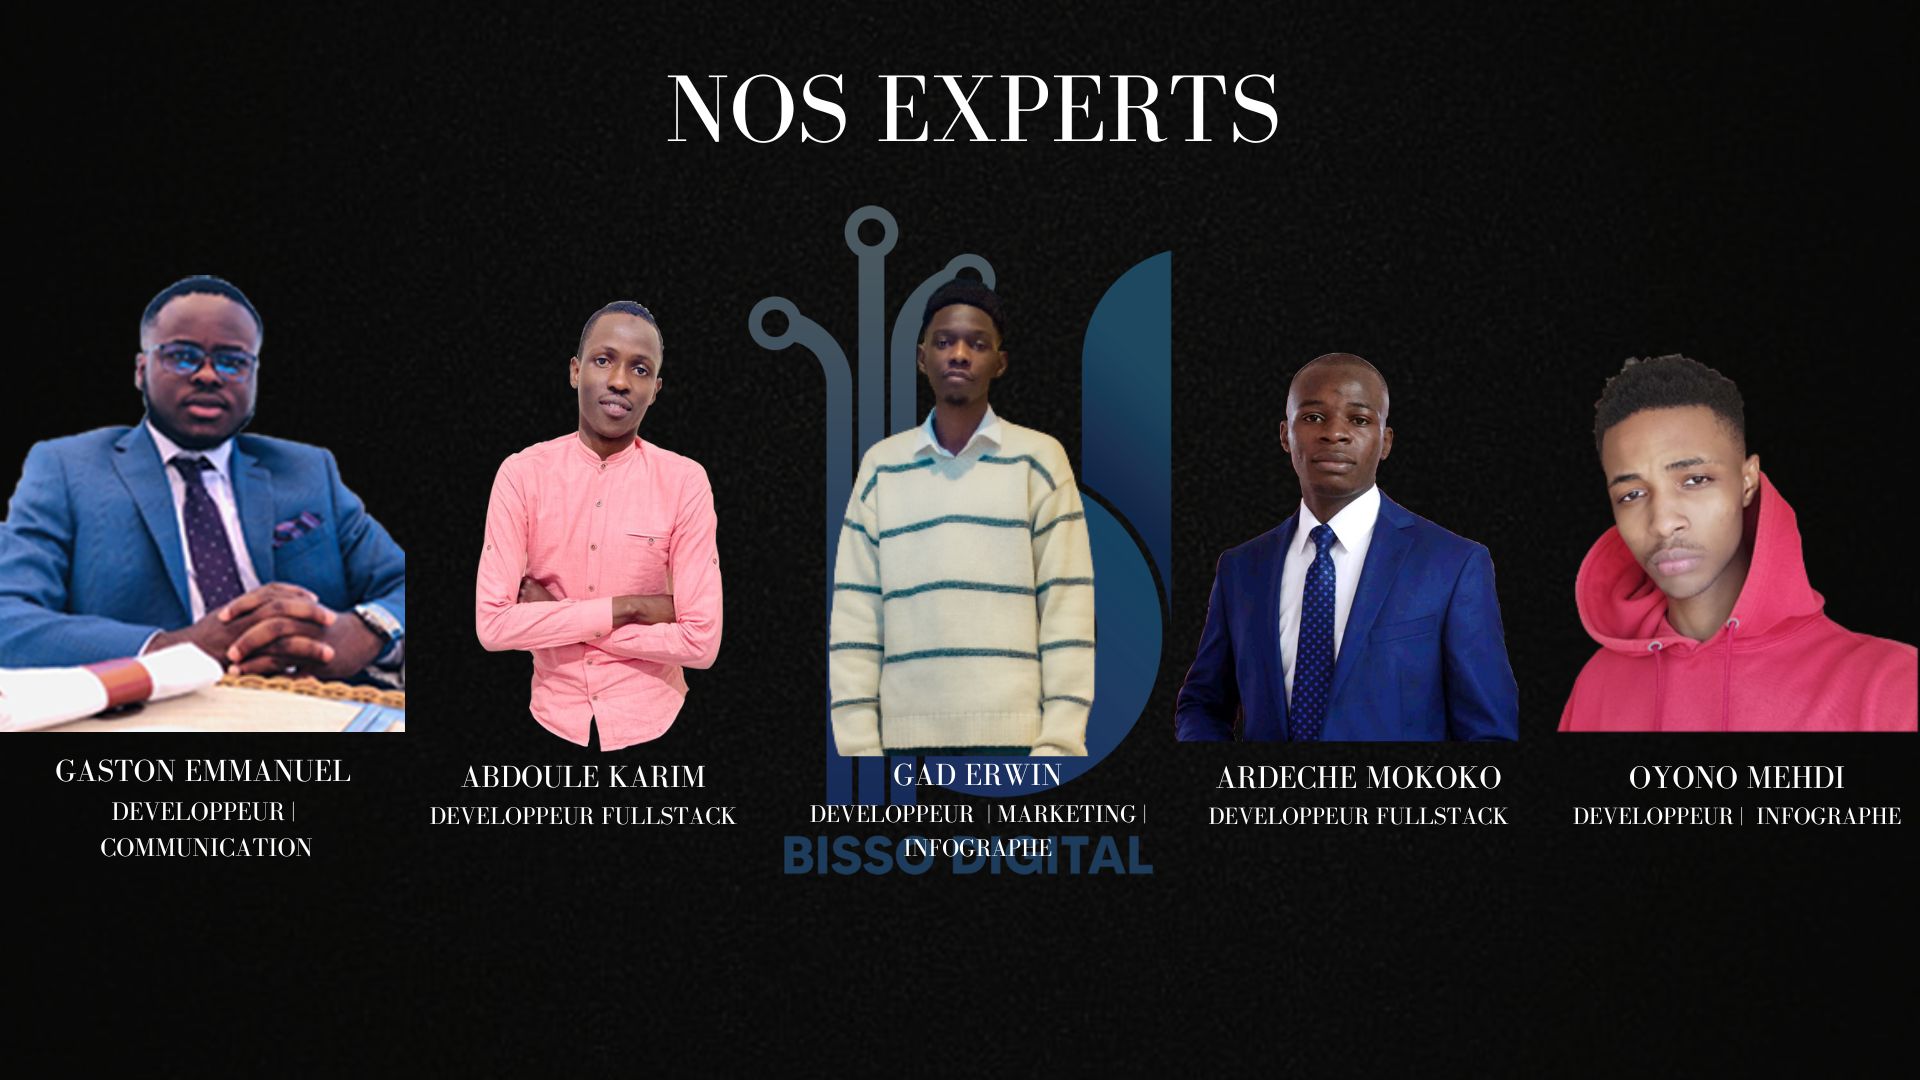 NOS EXPERTS
GASTON EMMANUEL
DEVELOPPEUR |
COMMUNICATION
ABDOULE KARIM
DEVELOPPEUR FULLSTACK
GAD ERWIN
DEVELOPPEUR | MARKETING |
INFOGRAPHE
BISSO DIGITAL
ARDECHE MOKOKO
DEVELOPPEUR FULLSTACK
OYONO MEHDI
DEVELOPPEUR | INFOGRAPHE